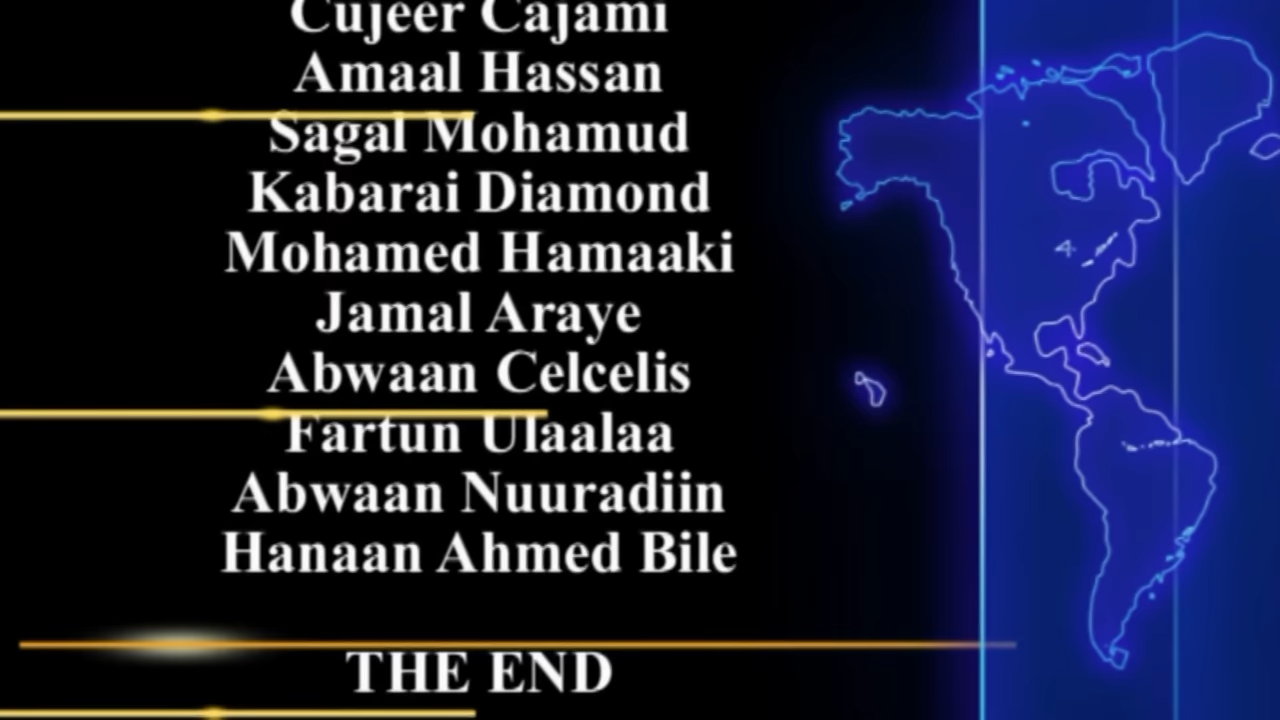 Cujeer Cajami
Amaal Hassan
Sagal Mohamud
Kabarai Diamond
Mohamed Hamaaki
Jamal Araye
Abwaan Celcelis
Fartun Ulaalaa
Abwaan Nuuradiin
Hanaan Ahmed Bile
THE END